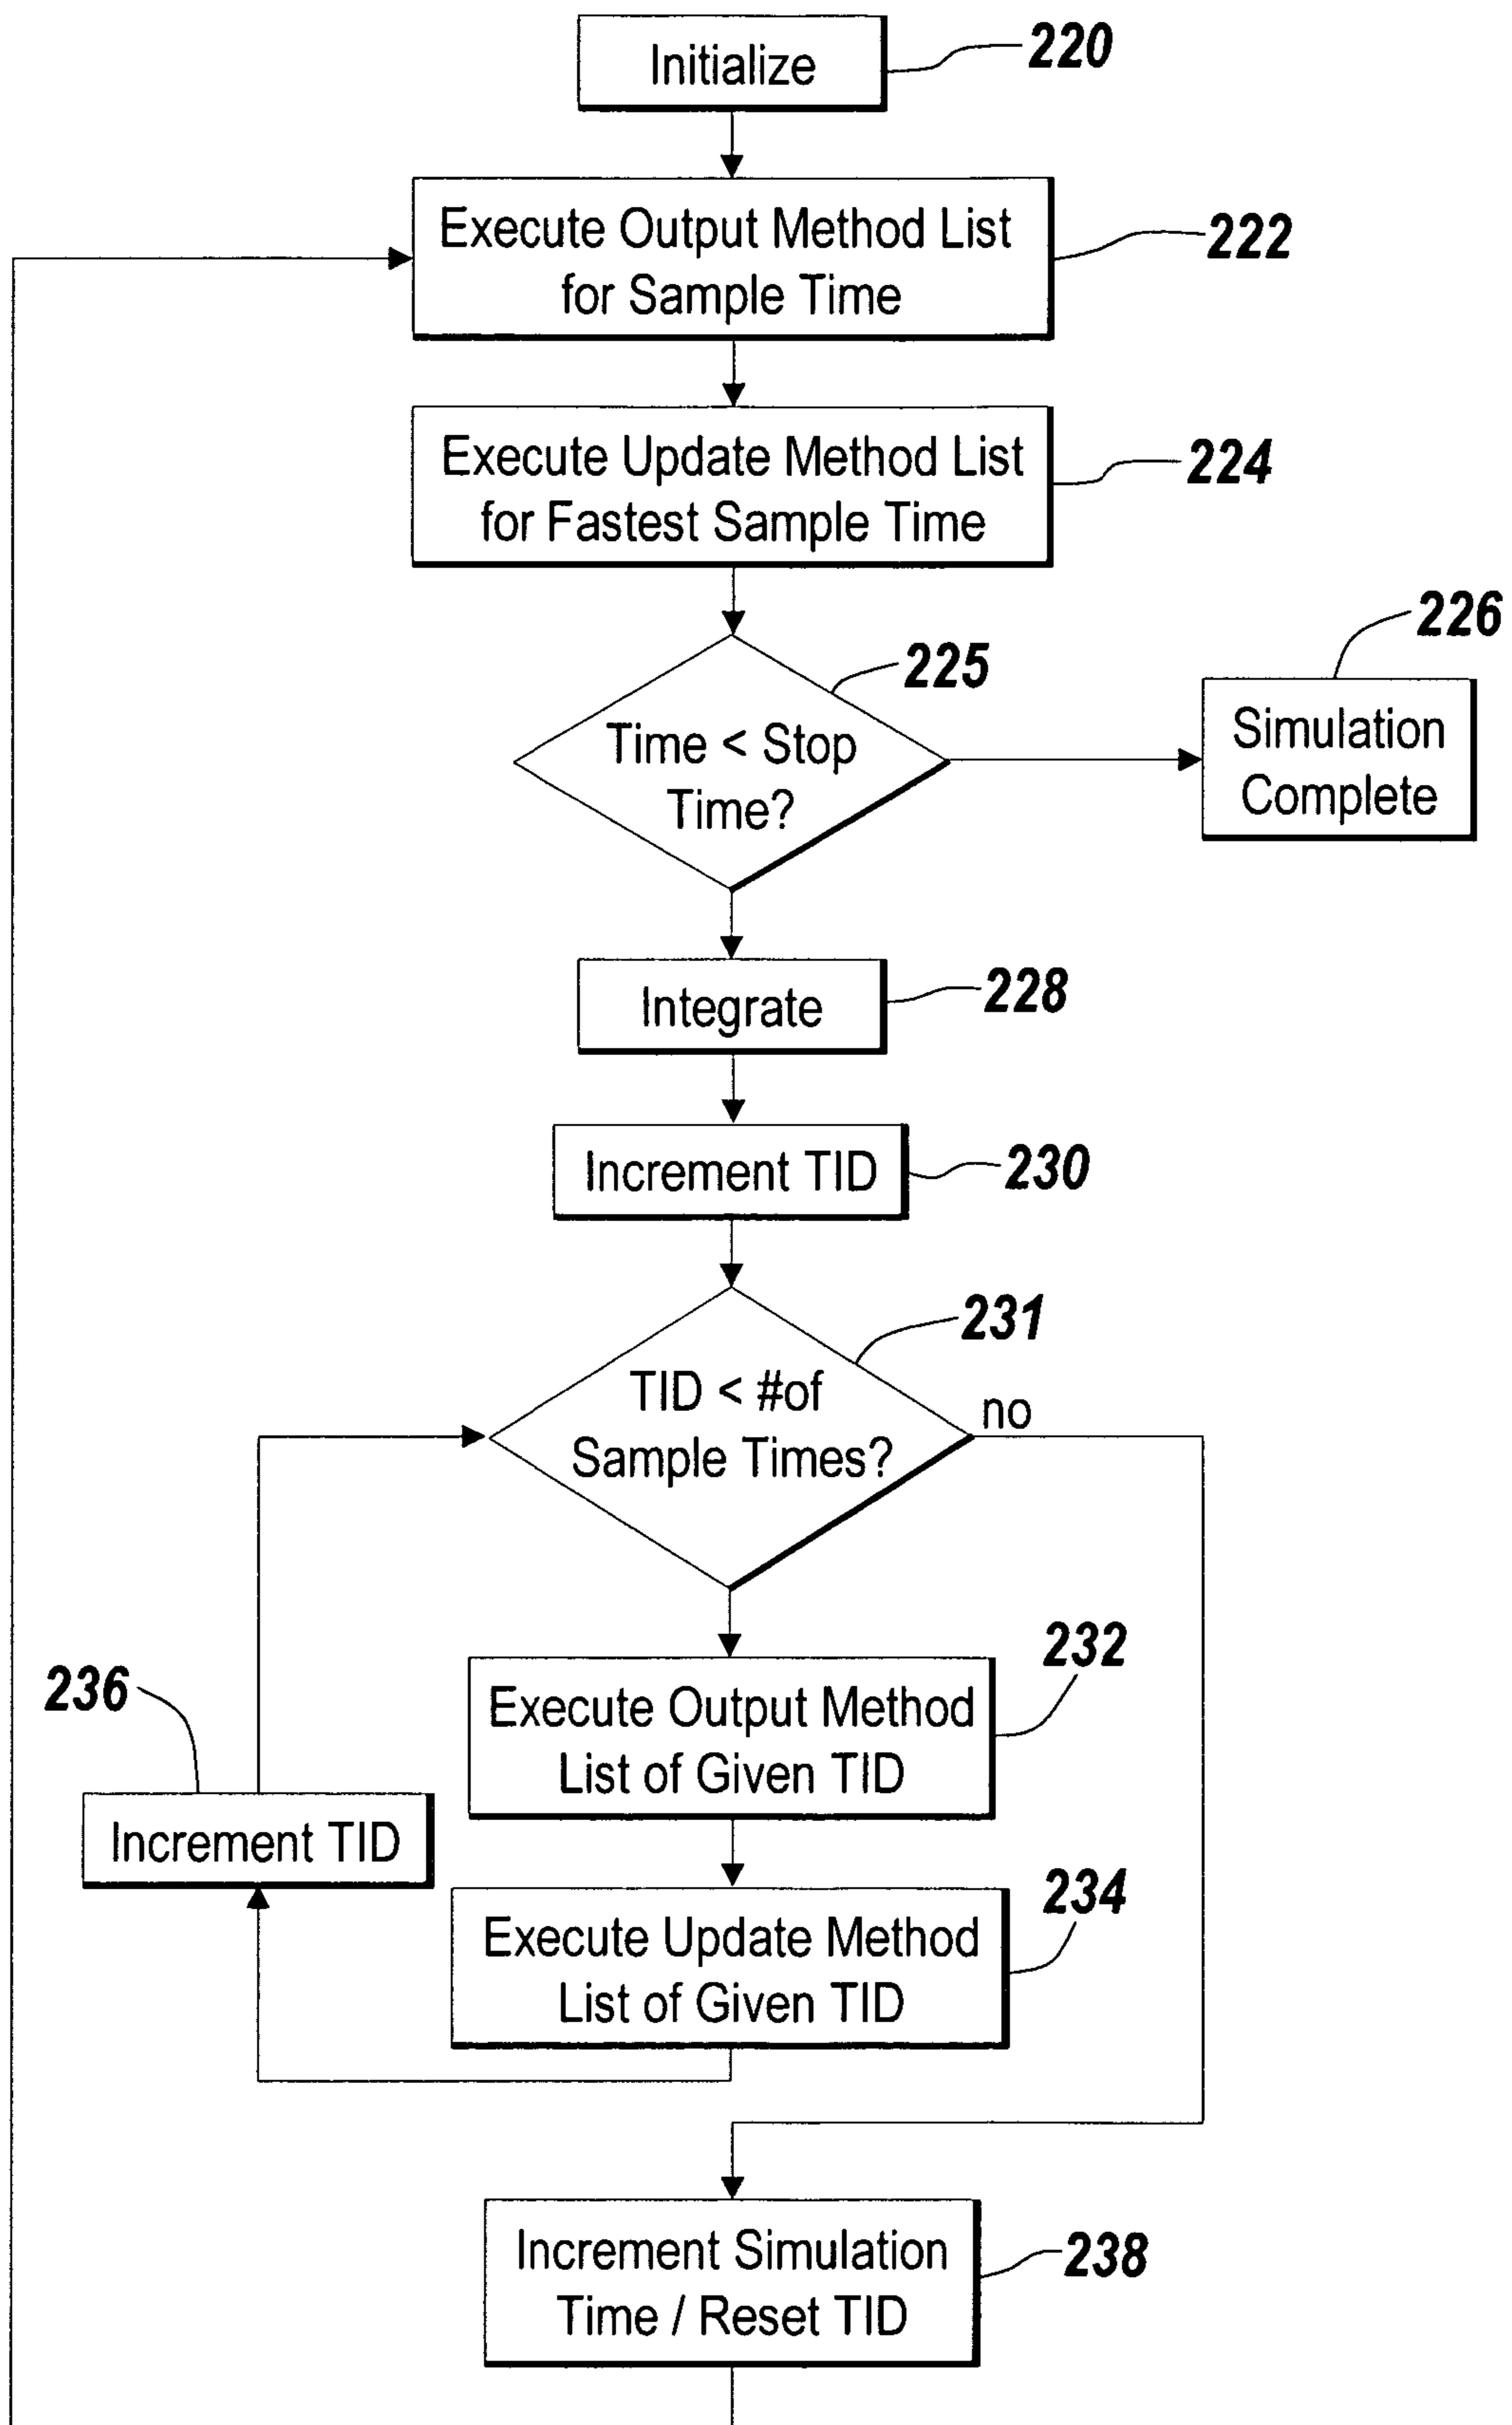 Initialize
220
Execute Output Method List
for Sample Time
222
Execute Update Method List
for Fastest Sample Time
224
225
Time < Stop
Time?
226
Simulation
Complete
Integrate
228
Increment TID
230
231
TID < #of
Sample Times?
no
232
Execute Output Method
List of Given TID
236
Increment TID
234
Execute Update Method
List of Given TID
Increment Simulation
Time / Reset TID
238